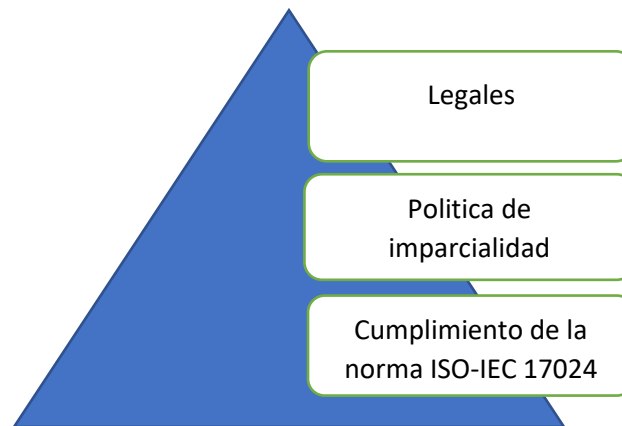 Legales
Politica de
imparcialidad
Cumplimiento de la
norma ISO-IEC 17024